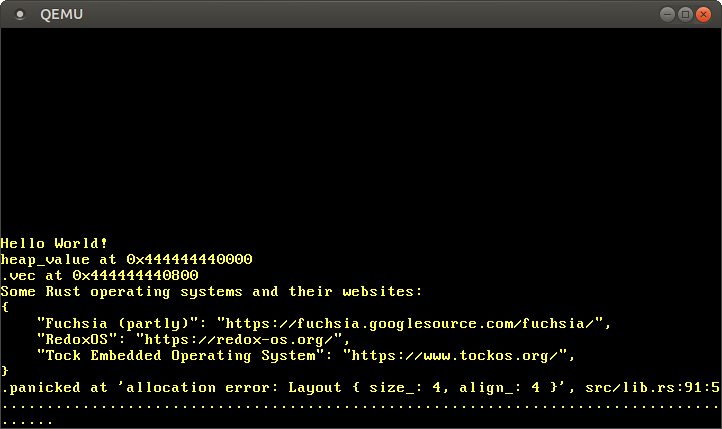 QEMU
Hello World!
heap_value at 0x444444440000
.vec at 0x444444440800
Some Rust operating systems and their websites:
{
    "Fuchsia (partly)": "https://fuchsia.googlesource.com/fuchsia/",
    "RedoxOS": "https://redox-os.org/",
    "Tock Embedded Operating System": "https://www.tockos.org/",
}
.panicked at 'allocation error: Layout { size_: 4, align_: 4 }', src/lib.rs:91:5
................................................................................
......